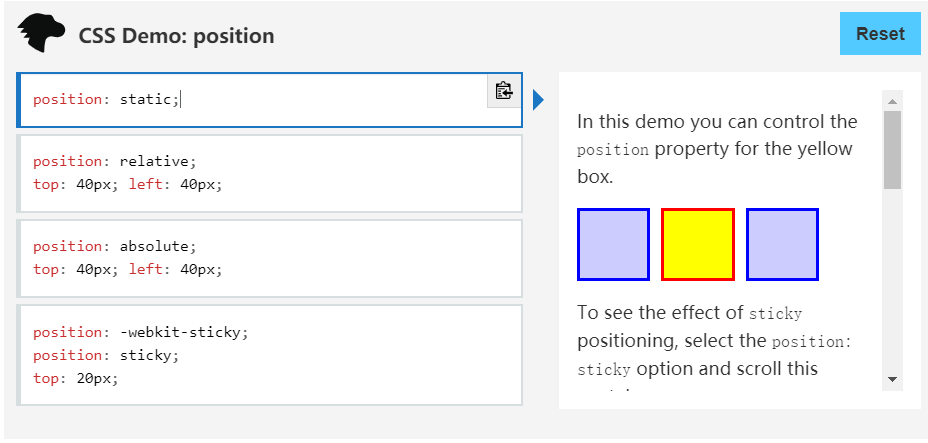 CSS Demo: position
Reset
position: static;
position: relative;
top: 40px; left: 40px;
position: absolute;
top: 40px; left: 40px;
position: -webkit-sticky;
position: sticky;
top: 20px;
In this demo you can control the
position property for the yellow
box.
To see the effect of sticky
positioning, select the position:
sticky option and scroll this